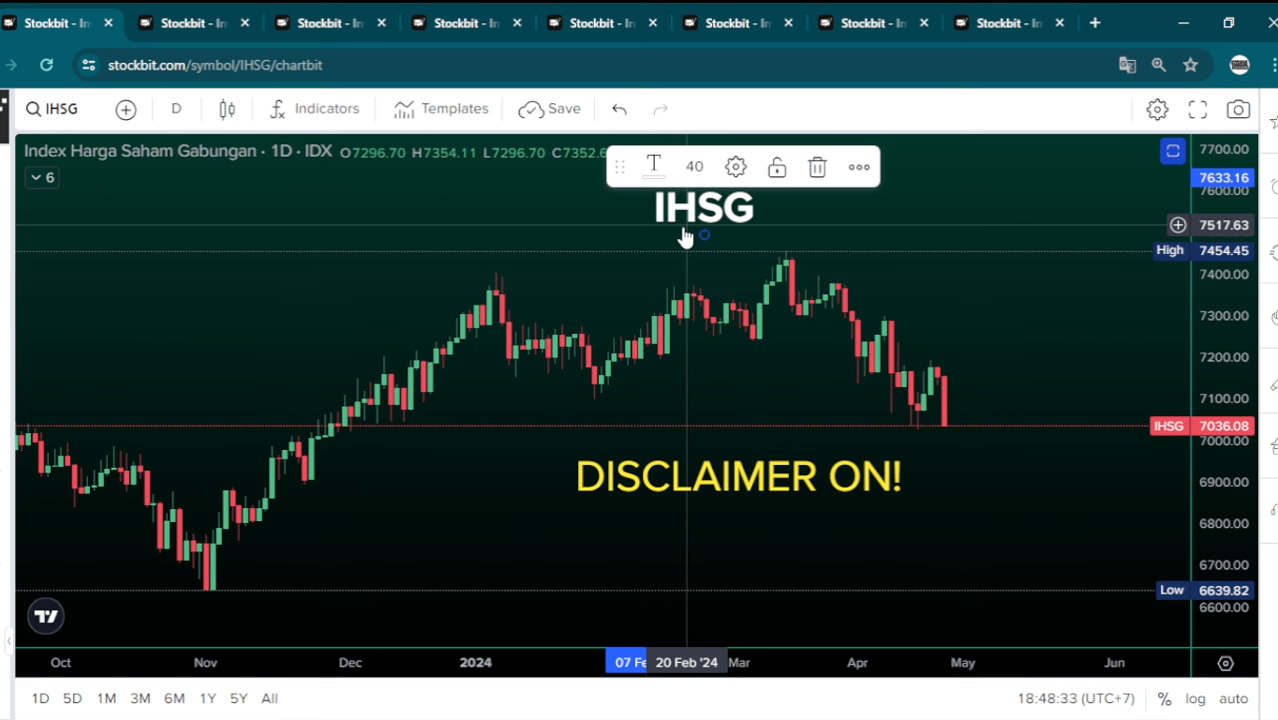 Stockbit - In Stockbit - In Stockbit - In Stockbit - In Stockbit - In Stockbit - In Stockbit - In Stockbit - In
stockbit.com/symbol/IHSG/chartbit
IHSG D Indicators Templates Save
Index Harga Saham Gabungan · 1D · IDX O7296.70 H7354.11 L7296.70 C7352.6
T 40
6
IHSG
7700.00
7633.16
7600.00
7517.63
High 7454.45
7400.00
7300.00
7200.00
7100.00
IHSG 7036.08
7000.00
DISCLAIMER ON!
6900.00
6800.00
6700.00
Low 6639.82
6600.00
Oct Nov Dec 2024 07 Fe 20 Feb '24 Mar Apr May Jun
1D 5D 1M 3M 6M 1Y 5Y All 18:48:33 (UTC+7) % log auto